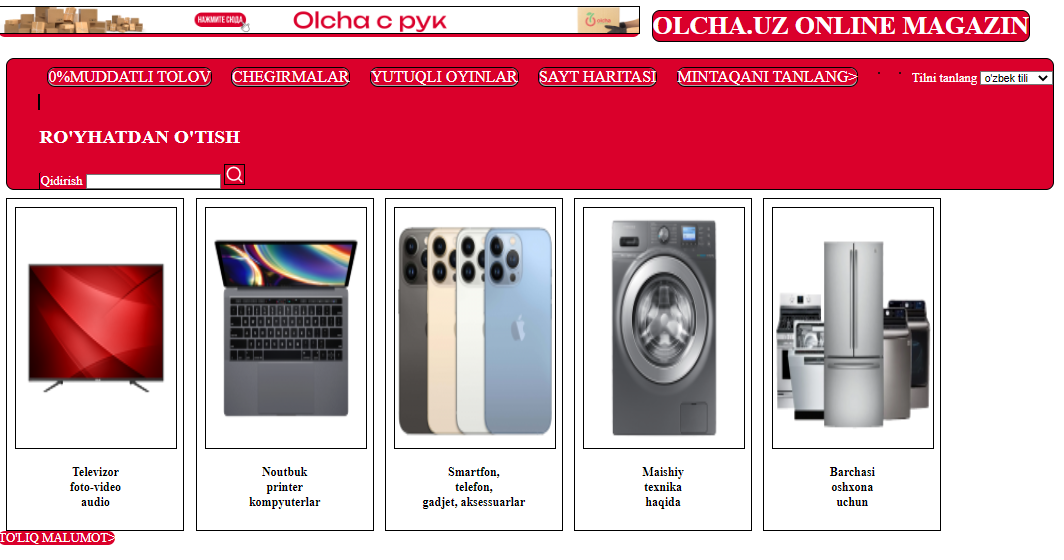 НАЖМИТЕ СЮДА
Olcha с рук
olcha
OLCHA.UZ ONLINE MAGAZIN
0%MUDDATLI TOLOV CHEGIRMALAR YUTUQLI OYINLAR SAYT HARITASI MINTAQANI TANLANG> Tilni tanlang o'zbek tili
RO'YHATDAN O'TISH
Qidirish
Televizor
foto-video
audio
Noutbuk
printer
kompyuterlar
Smartfon,
telefon,
gadjet, aksessuarlar
Maishiy
texnika
haqida
Barchasi
oshxona
uchun
TO'LIQ MALUMOT>